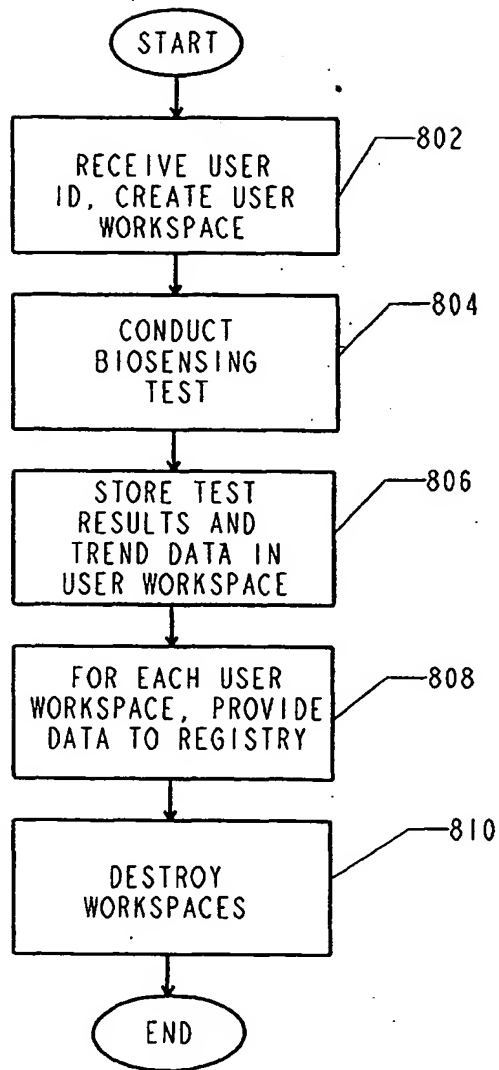 START
RECEIVE USER
ID, CREATE USER
WORKSPACE
802
CONDUCT
BIOSENSING
TEST
804
STORE TEST
RESULTS AND
TREND DATA IN
USER WORKSPACE
806
FOR EACH USER
WORKSPACE, PROVIDE
DATA TO REGISTRY
808
DESTROY
WORKSPACES
810
END